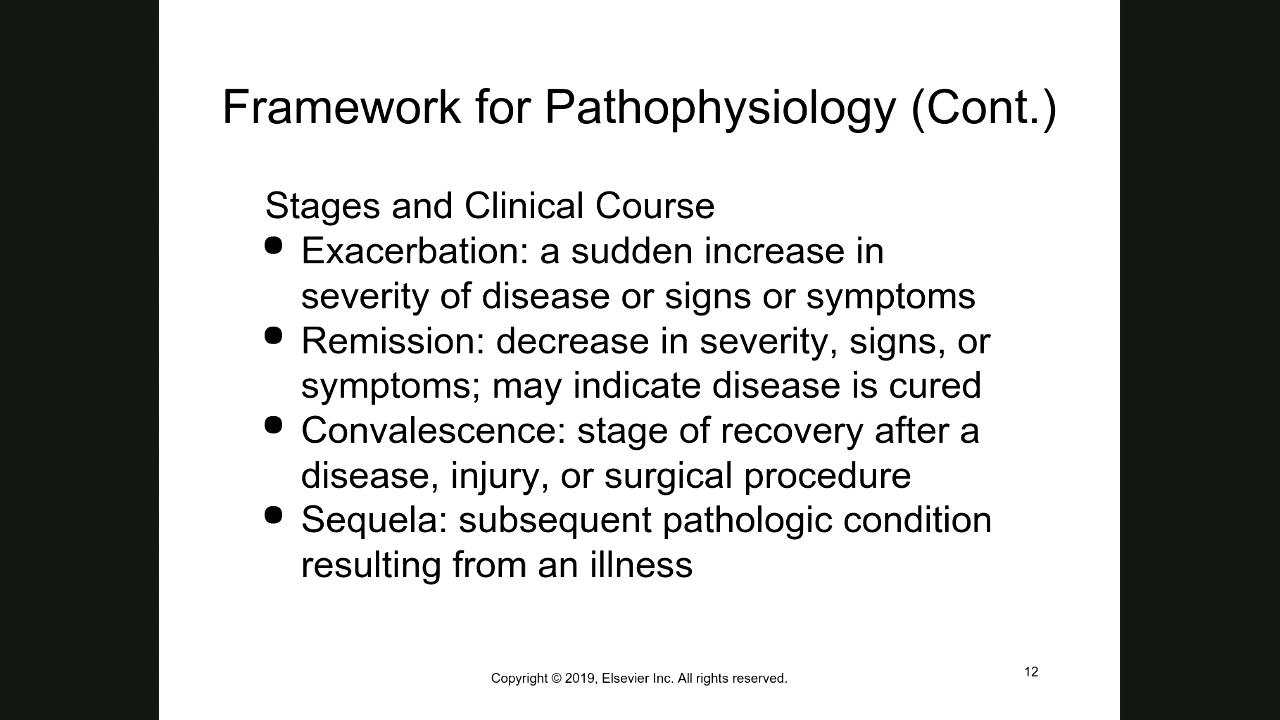 Framework for Pathophysiology (Cont.)
Stages and Clinical Course
• Exacerbation: a sudden increase in
severity of disease or signs or symptoms
• Remission: decrease in severity, signs, or
symptoms; may indicate disease is cured
• Convalescence: stage of recovery after a
disease, injury, or surgical procedure
• Sequela: subsequent pathologic condition
resulting from an illness
Copyright © 2019, Elsevier Inc. All rights reserved.
12